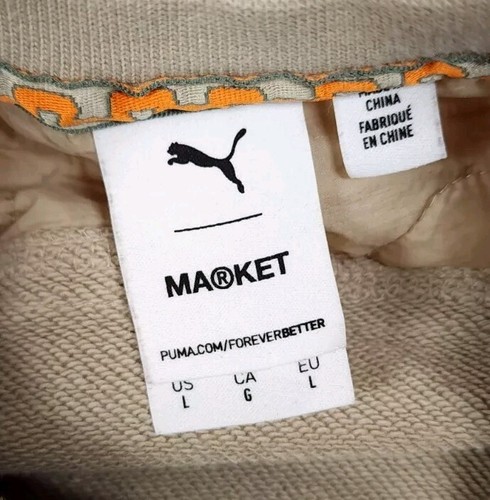 CHINA
FABRIQUÉ
EN CHINE
MA®KET
PUMA.COM/FOREVERBETTER
US CA EU
L G L